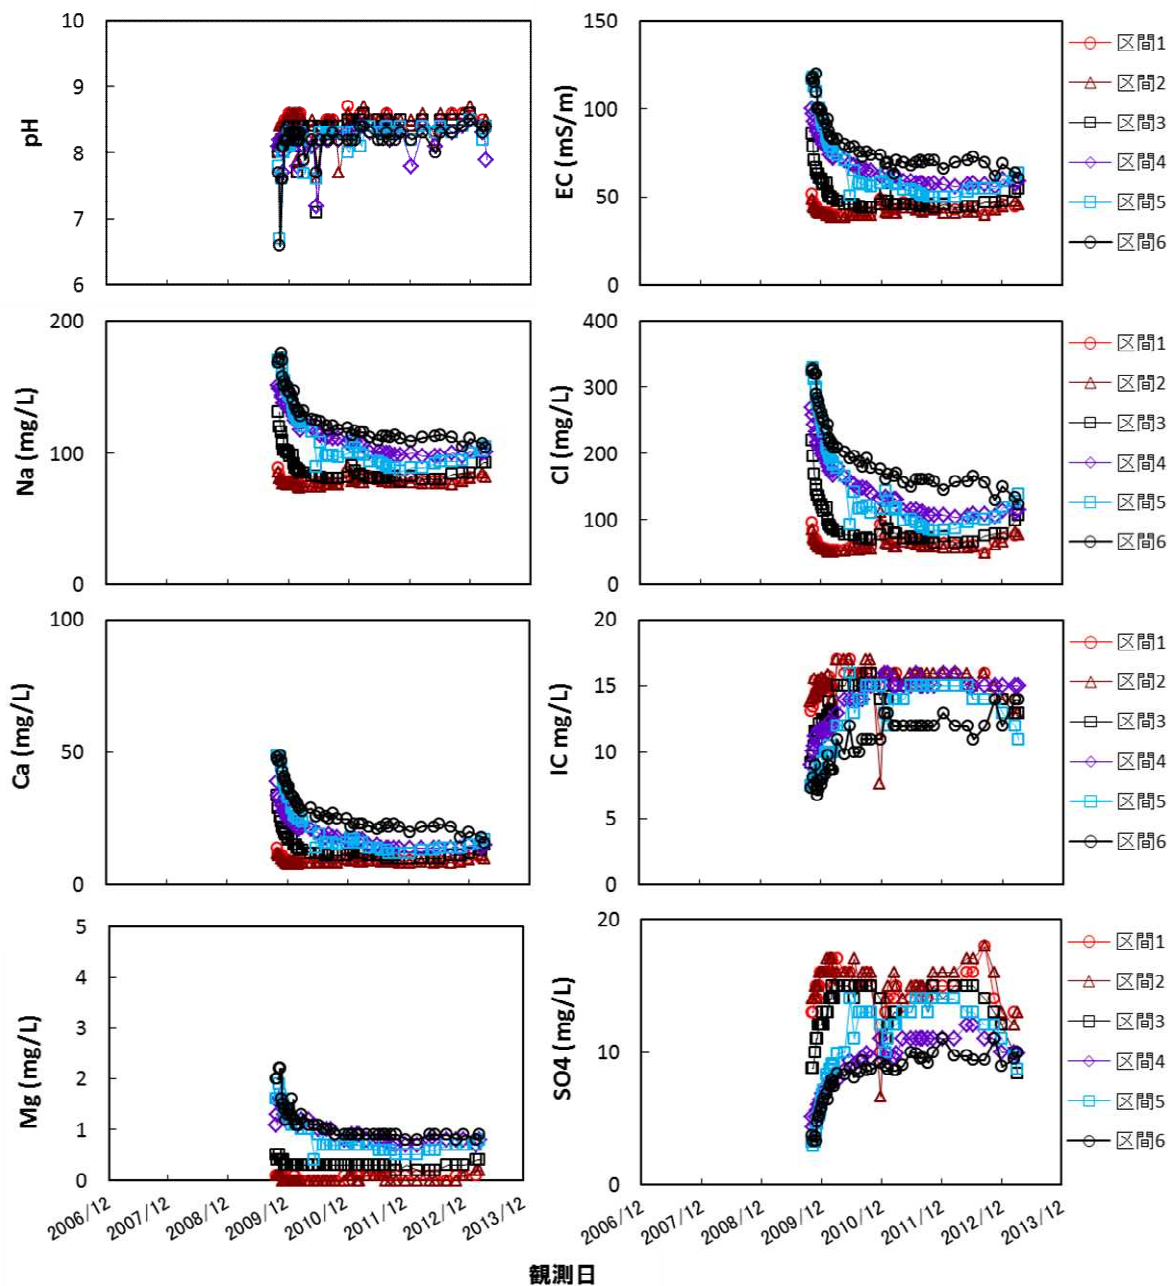 10
9
8
7
6
pH
150
100
50
0
EC (mS/m)
区間1
区間2
区間3
区間4
区間5
区間6
200
100
0
Na (mg/L)
400
300
200
100
0
Cl (mg/L)
区間1
区間2
区間3
区間4
区間5
区間6
100
50
0
Ca (mg/L)
20
15
10
5
0
IC mg/L)
区間1
区間2
区間3
区間4
区間5
区間6
5
4
3
2
1
0
Mg (mg/L)
2006/12
2007/12
2008/12
2009/12
2010/12
2011/12
2012/12
2013/12
20
10
0
SO4 (mg/L)
2006/12
2007/12
2008/12
2009/12
2010/12
2011/12
2012/12
2013/12
区間1
区間2
区間3
区間4
区間5
区間6
観測日